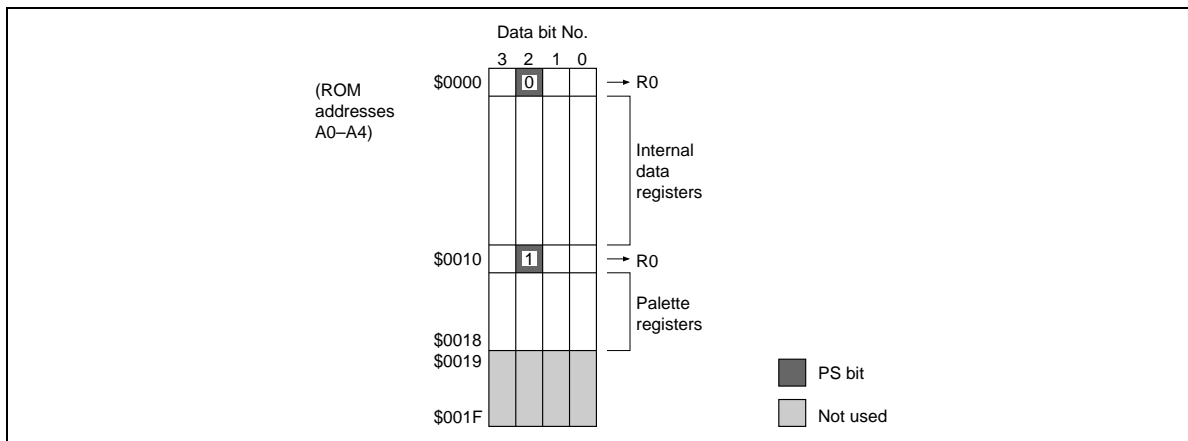 Data bit No.
3 2 1 0
(ROM
addresses
A0–A4)
$0000
0
R0
Internal
data
registers
$0010
1
R0
Palette
registers
$0018
$0019
$001F
PS bit
Not used